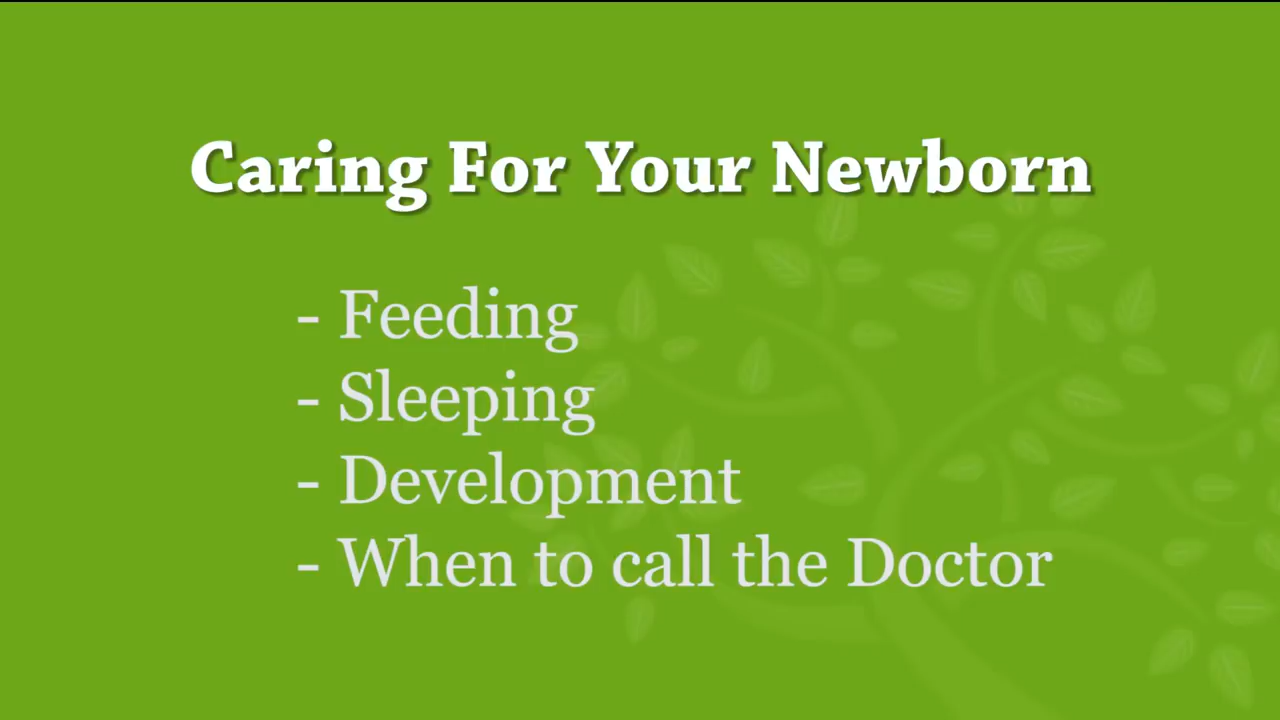 Caring For Your Newborn
- Feeding
- Sleeping
- Development
- When to call the Doctor